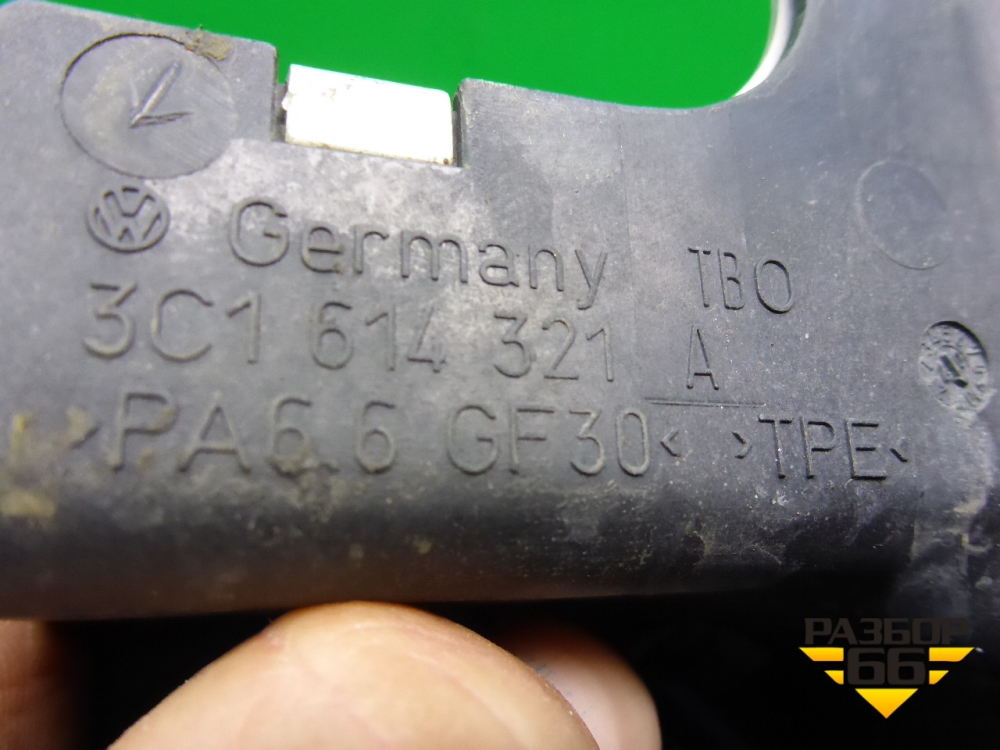 Germany TBO
3C1 614 321 A
>PA6.6 GF30< >TPE<
РАЗБОР
66